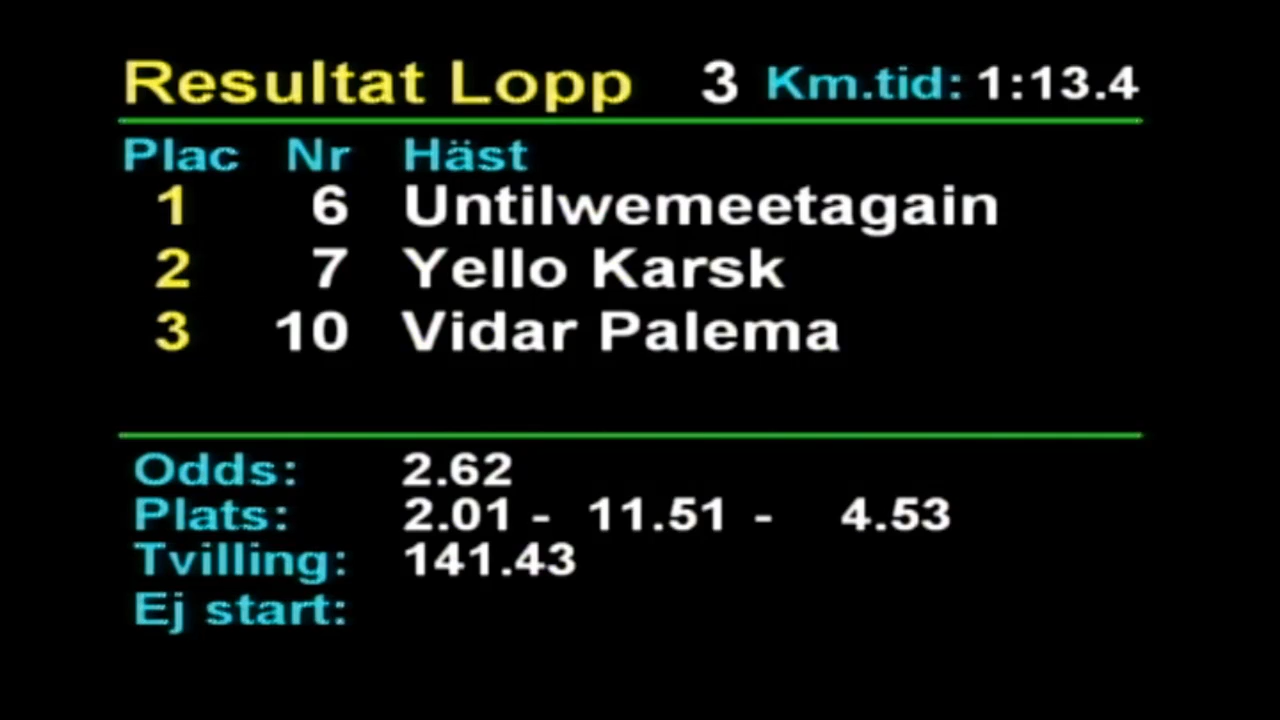 Resultat Lopp 3 Km.tid: 1:13.4
Plac Nr Häst
1 6 Untilwemeetagain
2 7 Yello Karsk
3 10 Vidar Palema
Odds: 2.62
Plats: 2.01 - 11.51 - 4.53
Tvilling: 141.43
Ej start: